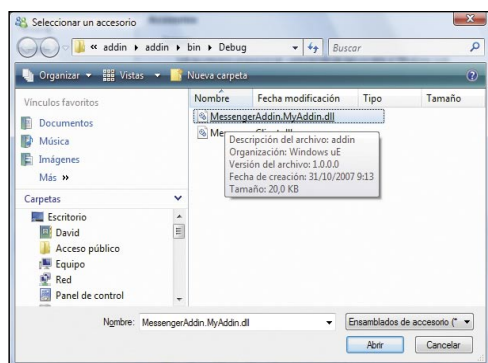 Seleccionar un accesorio
« addin ▸ addin ▸ bin ▸ Debug
Buscar
Organizar Vistas Nueva carpeta
Vínculos favoritos
Documentos
Música
Imágenes
Más »
Carpetas
Escritorio
David
Acceso público
Equipo
Red
Panel de control
Nombre Fecha modificación Tipo Tamaño
MessengerAddin.MyAddin.dll
Descripción del archivo: addin
Organización: Windows uE
Versión del archivo: 1.0.0.0
Fecha de creación: 31/10/2007 9:13
Tamaño: 20,0 KB
Nombre: MessengerAddin.MyAddin.dll
Ensamblados de accesorio (*
Abrir Cancelar